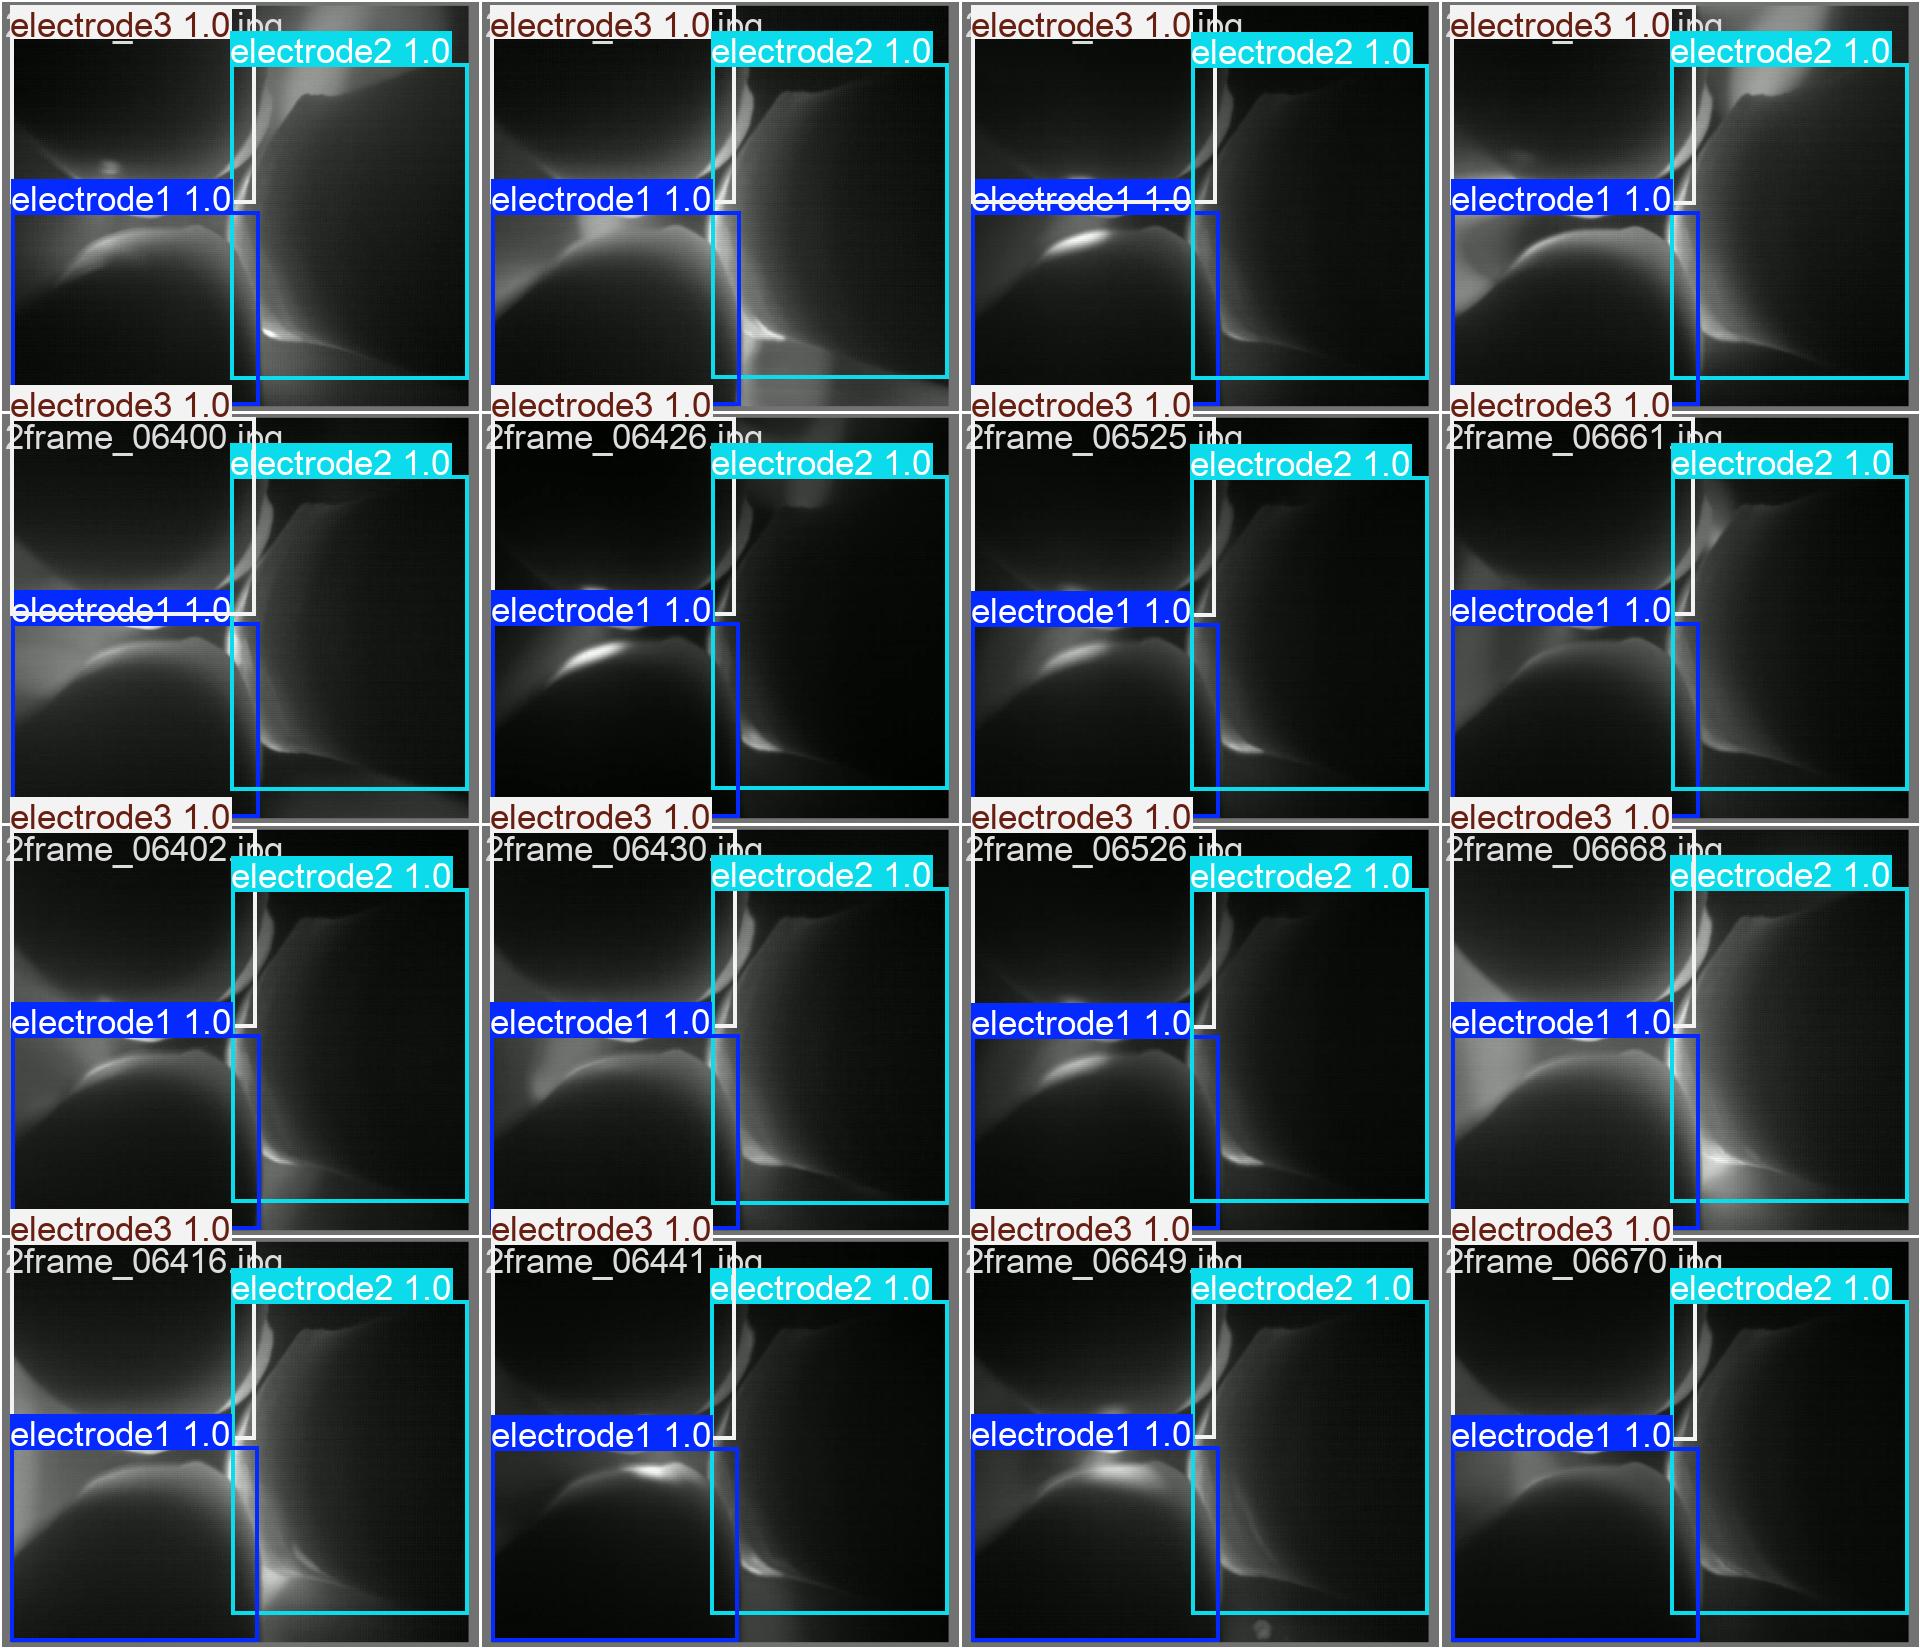 electrode3 1.0 electrode3 1.0 electrode3 1.0 electrode3 1.0
electrode2 1.0 electrode2 1.0 electrode2 1.0 electrode2 1.0
electrode1 1.0 electrode1 1.0 electrode1 1.0 electrode1 1.0
electrode3 1.0 electrode3 1.0 electrode3 1.0 electrode3 1.0
2frame_06400.jpg 2frame_06426.jpg 2frame_06525.jpg 2frame_06661.jpg
electrode2 1.0 electrode2 1.0 electrode2 1.0 electrode2 1.0
electrode1 1.0 electrode1 1.0 electrode1 1.0 electrode1 1.0
electrode3 1.0 electrode3 1.0 electrode3 1.0 electrode3 1.0
2frame_06402.jpg 2frame_06430.jpg 2frame_06526.jpg 2frame_06668.jpg
electrode2 1.0 electrode2 1.0 electrode2 1.0 electrode2 1.0
electrode1 1.0 electrode1 1.0 electrode1 1.0 electrode1 1.0
electrode3 1.0 electrode3 1.0 electrode3 1.0 electrode3 1.0
2frame_06416.jpg 2frame_06441.jpg 2frame_06649.jpg 2frame_06670.jpg
electrode2 1.0 electrode2 1.0 electrode2 1.0 electrode2 1.0
electrode1 1.0 electrode1 1.0 electrode1 1.0 electrode1 1.0